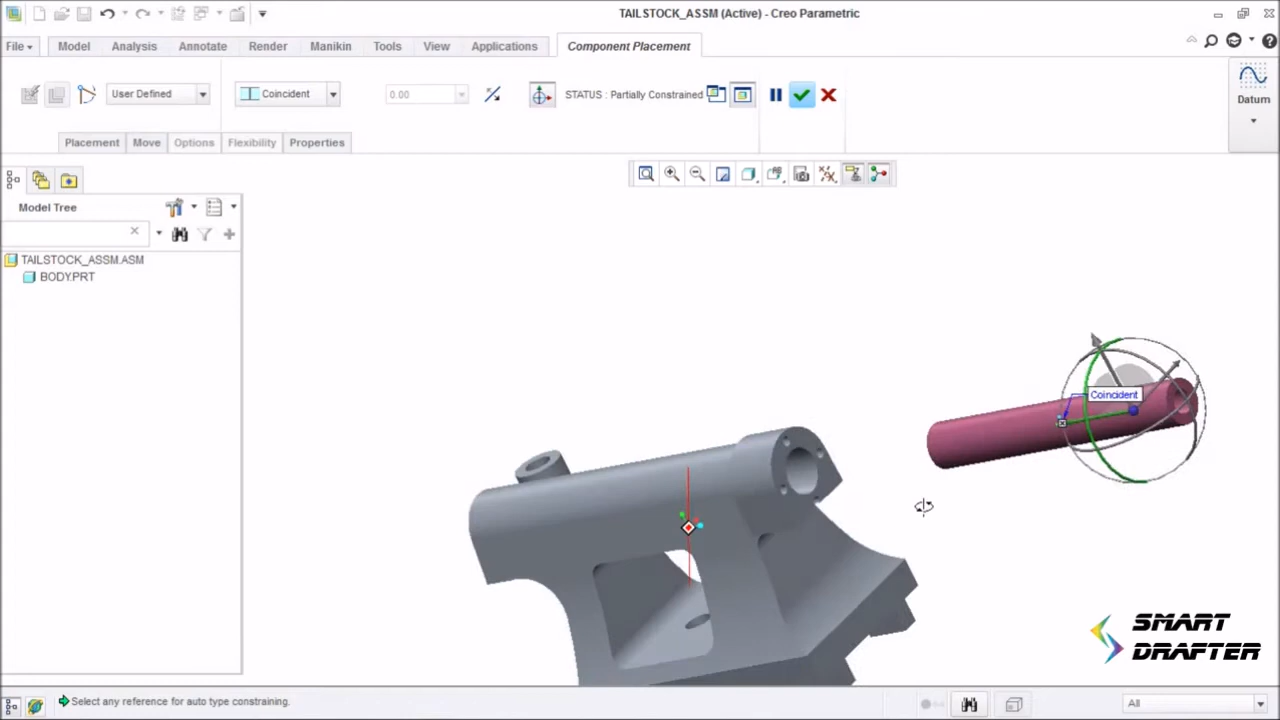 TAILSTOCK_ASSM (Active) - Creo Parametric
File Model Analysis Annotate Render Manikin Tools View Applications Component Placement
User Defined Coincident 0.00 STATUS : Partially Constrained
Datum
Placement Move Options Flexibility Properties
Model Tree
TAILSTOCK_ASSM.ASM
BODY.PRT
Coincident
SMART
DRAFTER
Select any reference for auto type constraining.
All